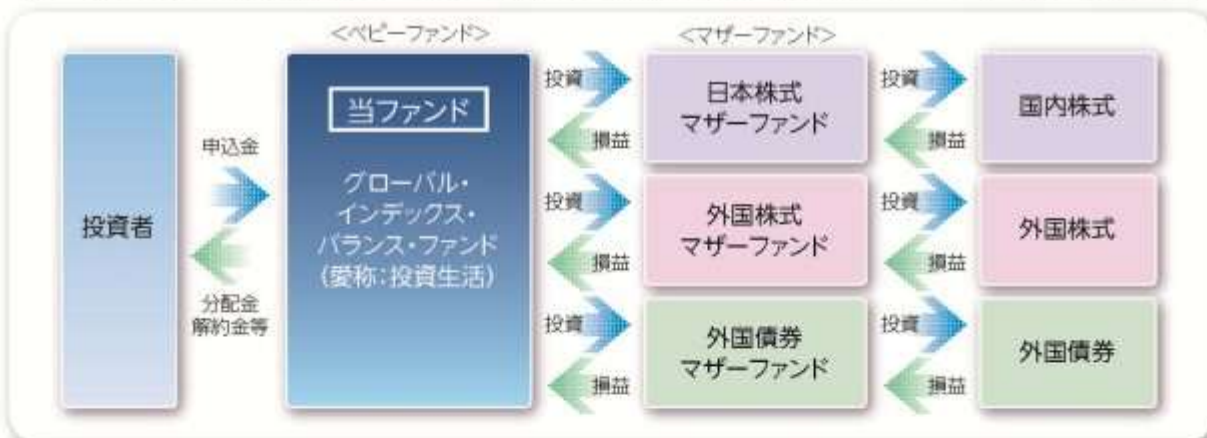 <ベビーファンド>
<マザーファンド>
投資者
申込金
分配金
解約金等
当ファンド
グローバル・
インデックス・
バランス・ファンド
(愛称:投資生活)
投資
損益
日本株式
マザーファンド
投資
損益
国内株式
投資
損益
外国株式
マザーファンド
投資
損益
外国株式
投資
損益
外国債券
マザーファンド
投資
損益
外国債券